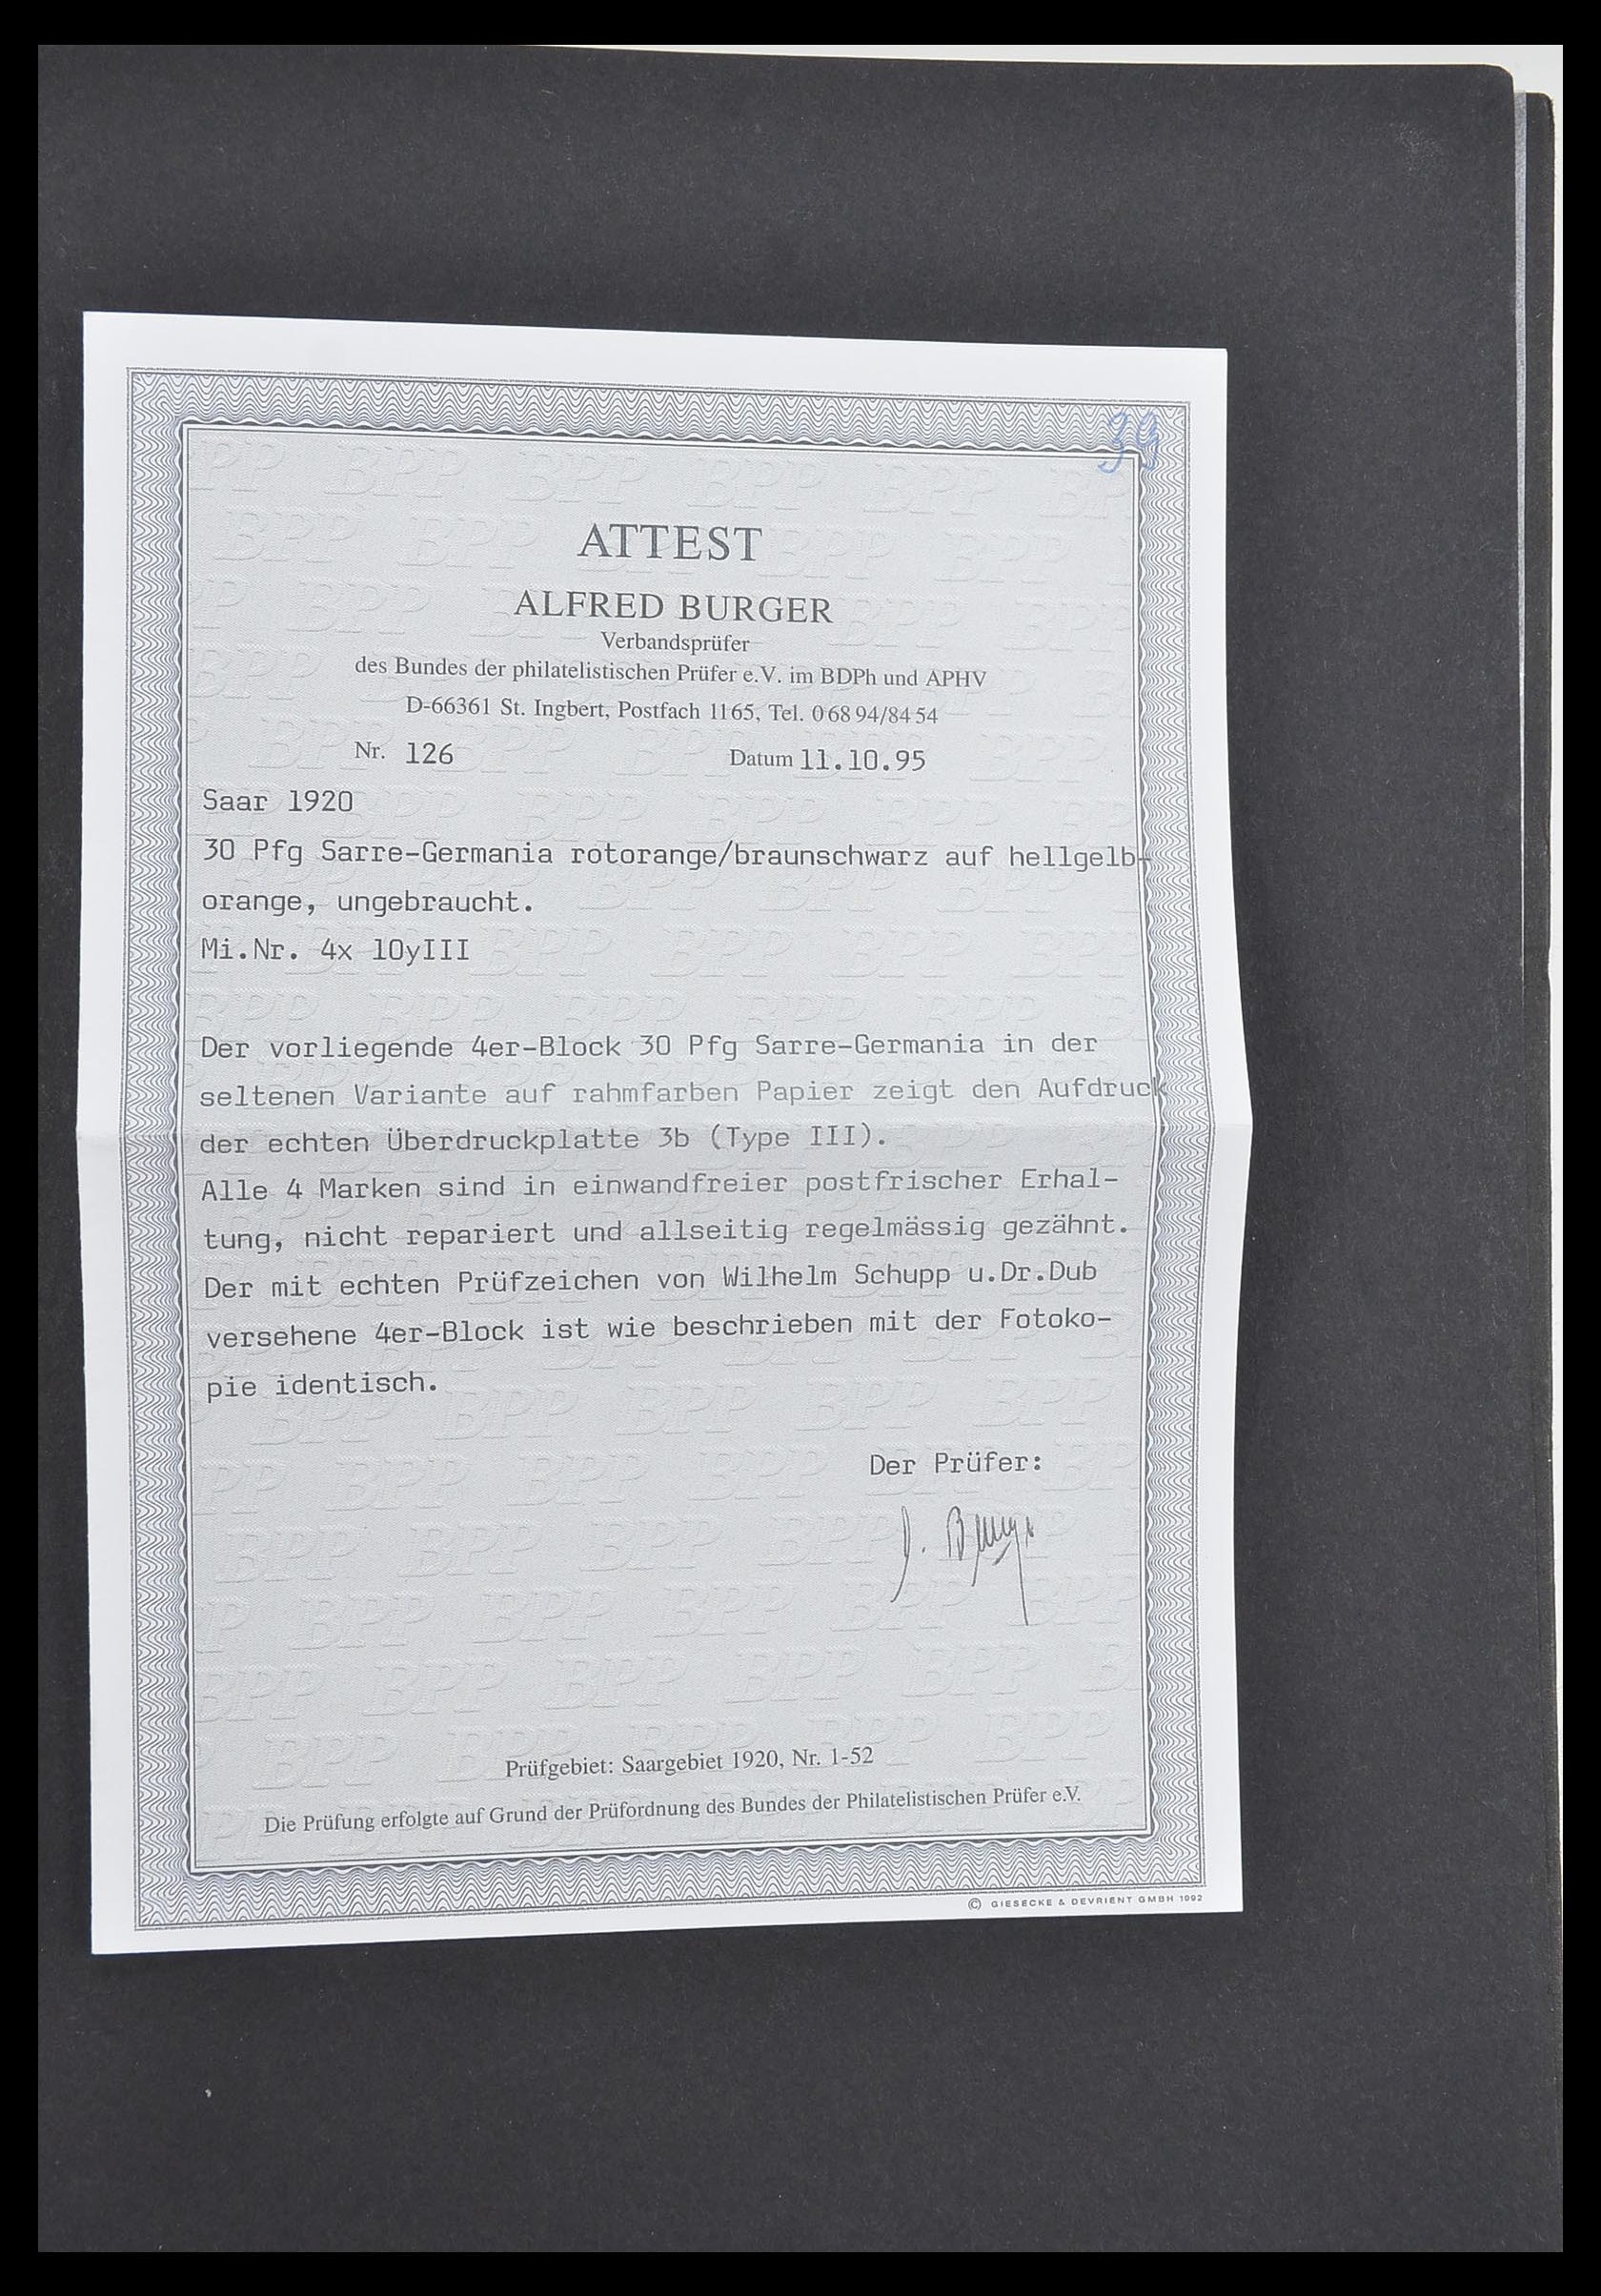 39
ATTEST
ALFRED BURGER
Verbandsprüfer
des Bundes der philatelistischen Prüfer e.V. im BDPh und APHV
D-66361 St. Ingbert, Postfach 1165, Tel. 0 68 94/84 54
Nr. 126 Datum 11.10.95
Saar 1920
30 Pfg Sarre-Germania rotorange/braunschwarz auf hellgelb-
orange, ungebraucht.
Mi.Nr. 4x 10yIII
Der vorliegende 4er-Block 30 Pfg Sarre-Germania in der
seltenen Variante auf rahmfarben Papier zeigt den Aufdruck
der echten Überdruckplatte 3b (Type III).
Alle 4 Marken sind in einwandfreier postfrischer Erhal-
tung, nicht repariert und allseitig regelmässig gezähnt.
Der mit echten Prüfzeichen von Wilhelm Schupp u.Dr.Dub
versehene 4er-Block ist wie beschrieben mit der Fotoko-
pie identisch.
Der Prüfer:
Prüfgebiet: Saargebiet 1920, Nr. 1-52
Die Prüfung erfolgte auf Grund der Prüfordnung des Bundes der Philatelistischen Prüfer e.V.
© GIESECKE & DEVRIENT GMBH 1992